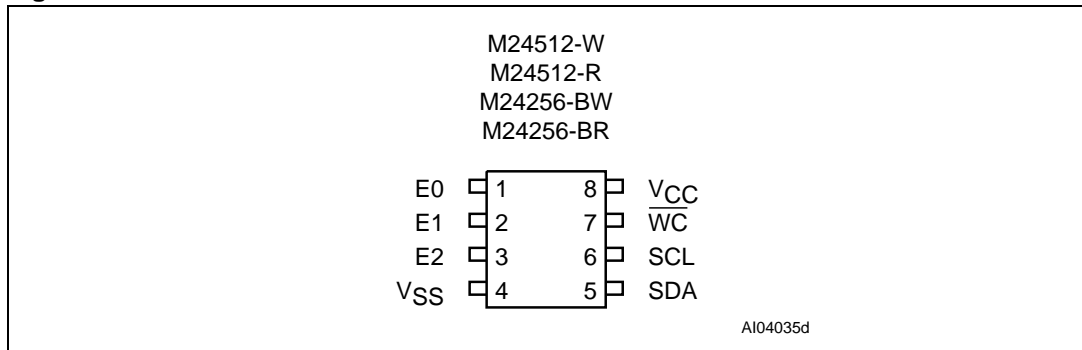 M24512-W
M24512-R
M24256-BW
M24256-BR
E0 1 8 VCC
E1 2 7 W̅C̅
E2 3 6 SCL
VSS 4 5 SDA
AI04035d